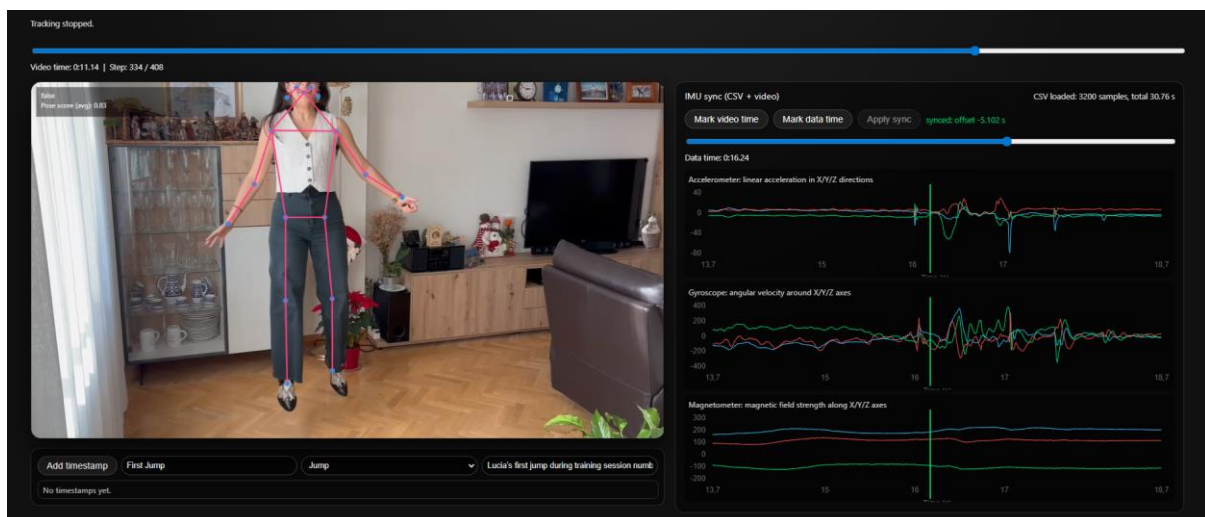 Tracking stopped.
Video time: 0:11.14 | Step: 334 / 408
false
Pose score (avg): 0.83
Add timestamp
First Jump
Jump
Lucia's first jump during training session numb
No timestamps yet.
IMU sync (CSV + video)
CSV loaded: 3200 samples, total 30.76 s
Mark video time
Mark data time
Apply sync
synced: offset -5.102 s
Data time: 0:16.24
Accelerometer: linear acceleration in X/Y/Z directions
40
0
-40
-80
13,7 15 16 17 18,7
Gyroscope: angular velocity around X/Y/Z axes
400
200
0
-200
-400
13,7 15 16 17 18,7
Magnetometer: magnetic field strength along X/Y/Z axes
300
200
100
0
-100
-200
13,7 15 16 17 18,7